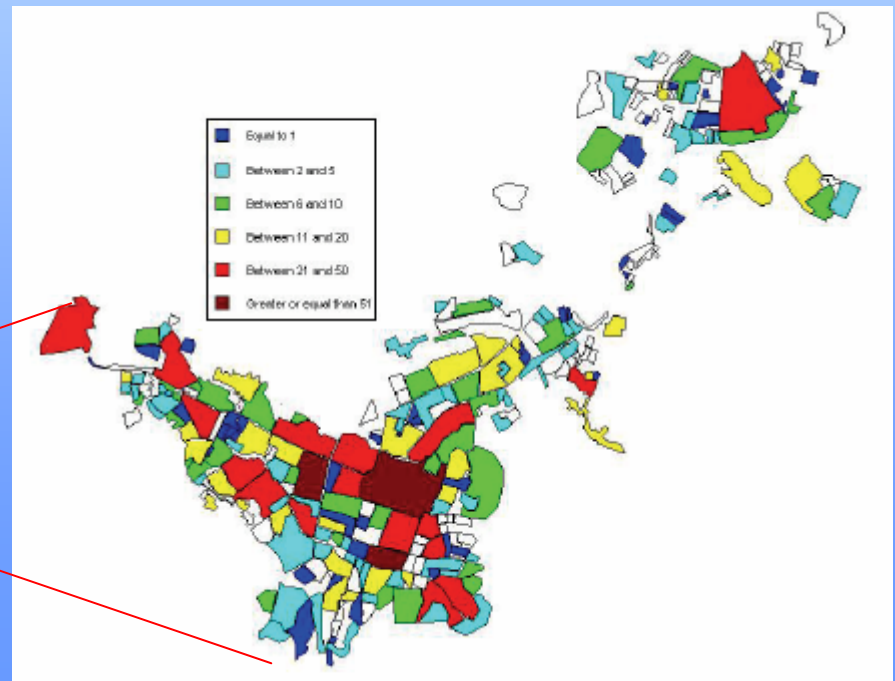 Equal to 1
Between 2 and 5
Between 6 and 10
Between 11 and 20
Between 21 and 50
Greater or equal than 51